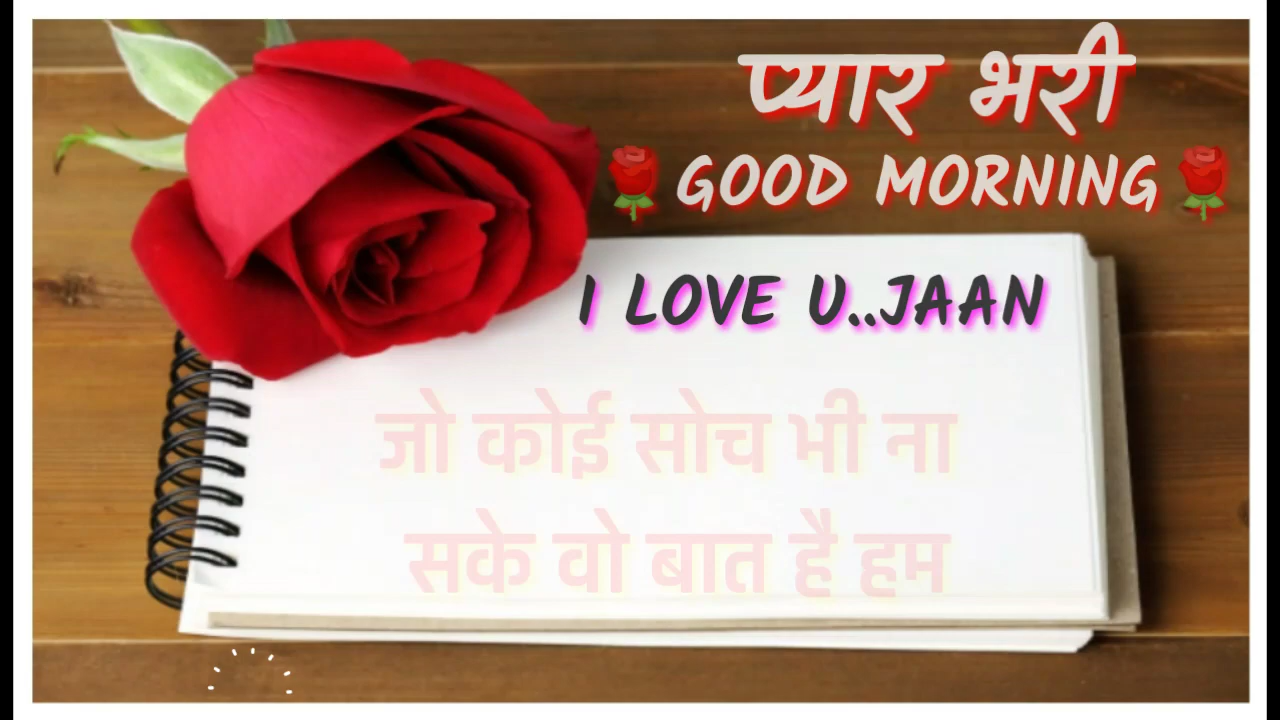 प्यार भरी
🌹GOOD MORNING🌹
I LOVE U..JAAN
जो कोई सोच भी ना
सके वो बात है हम